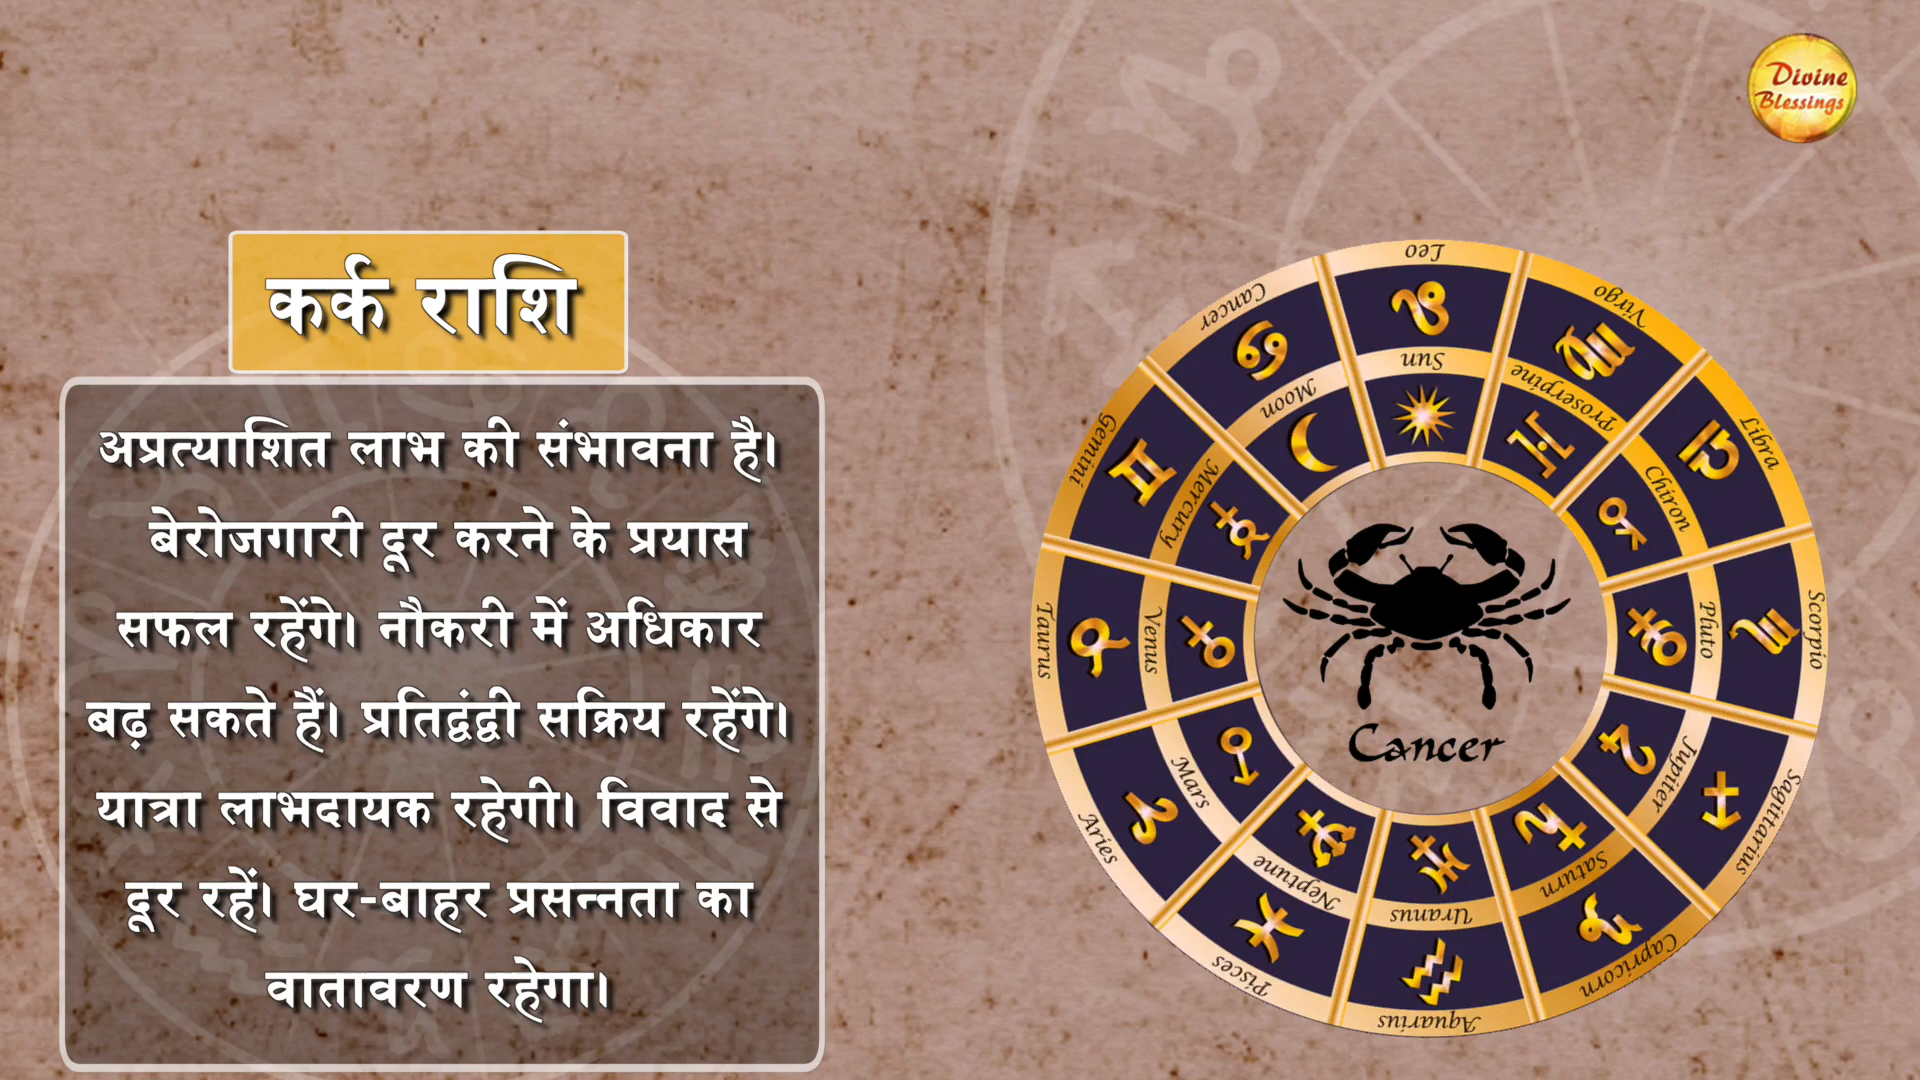 Divine
Blessings
कर्क राशि
अप्रत्याशित लाभ की संभावना है।
बेरोजगारी दूर करने के प्रयास
सफल रहेंगे। नौकरी में अधिकार
बढ़ सकते हैं। प्रतिद्वंद्वी सक्रिय रहेंगे।
यात्रा लाभदायक रहेगी। विवाद से
दूर रहें। घर-बाहर प्रसन्नता का
वातावरण रहेगा।
Leo
Virgo
Libra
Scorpio
Sagittarius
Capricorn
Aquarius
Pisces
Aries
Taurus
Gemini
Cancer
Sun
Proserpine
Chiron
Pluto
Jupiter
Saturn
Uranus
Neptune
Mars
Venus
Mercury
Moon
Cancer